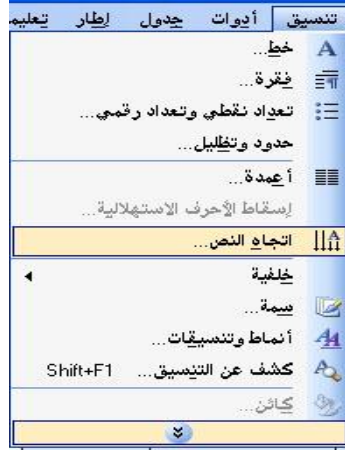 تنسيق أدوات جدول إطار تعليم
خط...
فقرة...
تعداد نقطي وتعداد رقمي...
حدود وتظليل...
أعمدة...
إسقاط الأحرف الاستهلالية...
اتجاه النص...
خلفية
سمة...
أنماط وتنسيقات...
كشف عن التنسيق... Shift+F1
كائن...